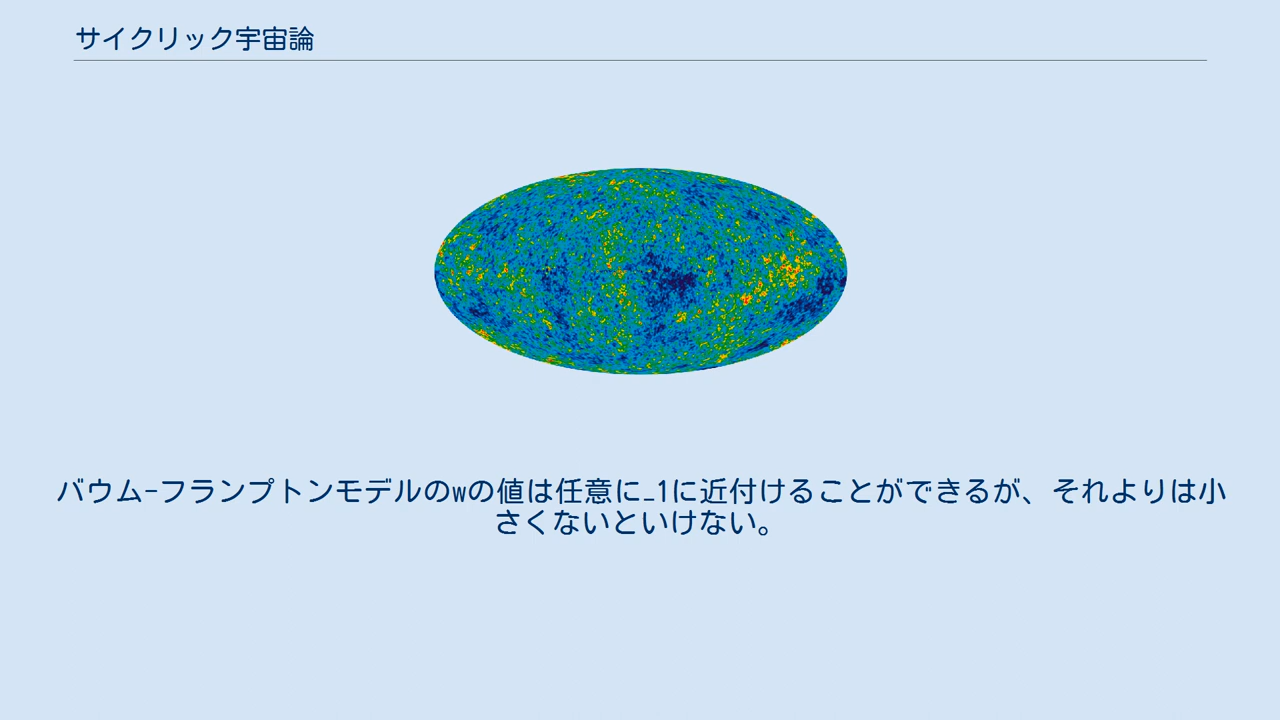 サイクリック宇宙論
バウム-フランプトンモデルのwの値は任意に_1に近付けることができるが、それよりは小
さくないといけない。